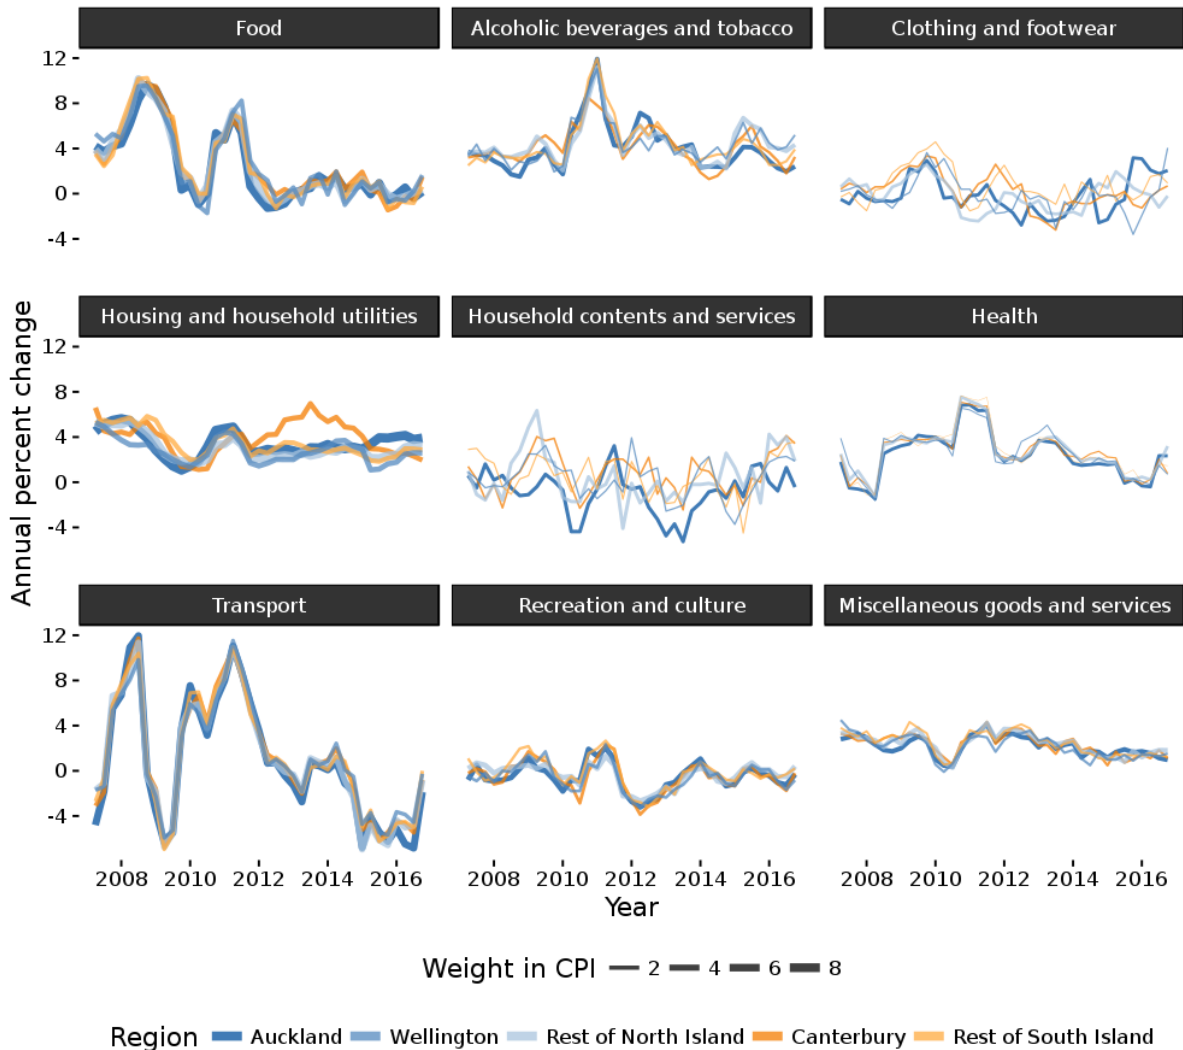 Food
Alcoholic beverages and tobacco
Clothing and footwear
12
8
4
0
-4
Housing and household utilities
Household contents and services
Health
12
8
4
0
-4
Annual percent change
Transport
Recreation and culture
Miscellaneous goods and services
12
8
4
0
-4
2008 2010 2012 2014 2016
2008 2010 2012 2014 2016
2008 2010 2012 2014 2016
Year
Weight in CPI 2 4 6 8
Region Auckland Wellington Rest of North Island Canterbury Rest of South Island